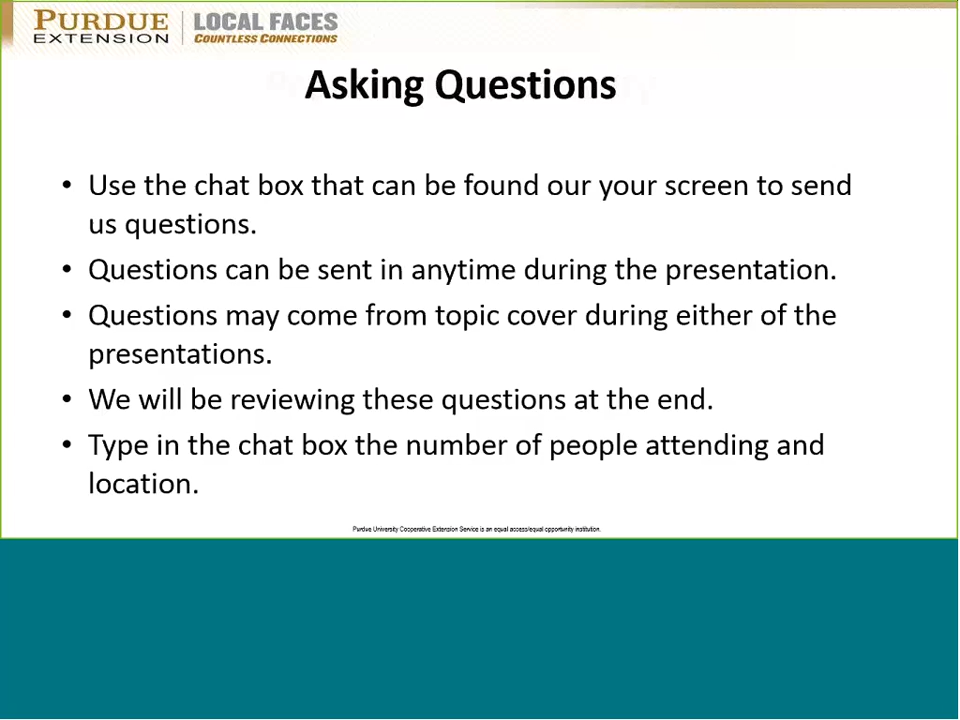 PURDUE
EXTENSION
LOCAL FACES
COUNTLESS CONNECTIONS
Asking Questions
• Use the chat box that can be found our your screen to send
us questions.
• Questions can be sent in anytime during the presentation.
• Questions may come from topic cover during either of the
presentations.
• We will be reviewing these questions at the end.
• Type in the chat box the number of people attending and
location.
Purdue University Cooperative Extension Service is an equal access/equal opportunity institution.